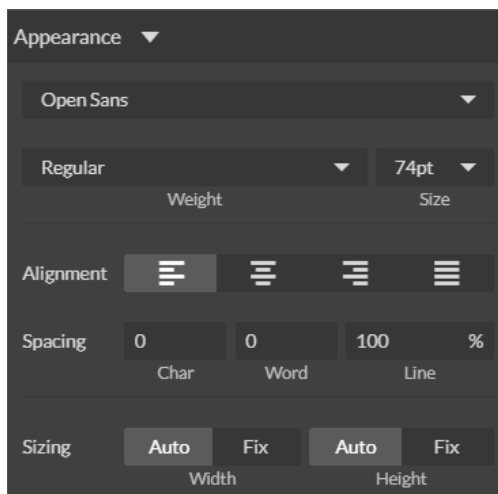 Appearance
Open Sans
Regular 74pt
Weight Size
Alignment
Spacing 0 0 100 %
Char Word Line
Sizing Auto Fix Auto Fix
Width Height